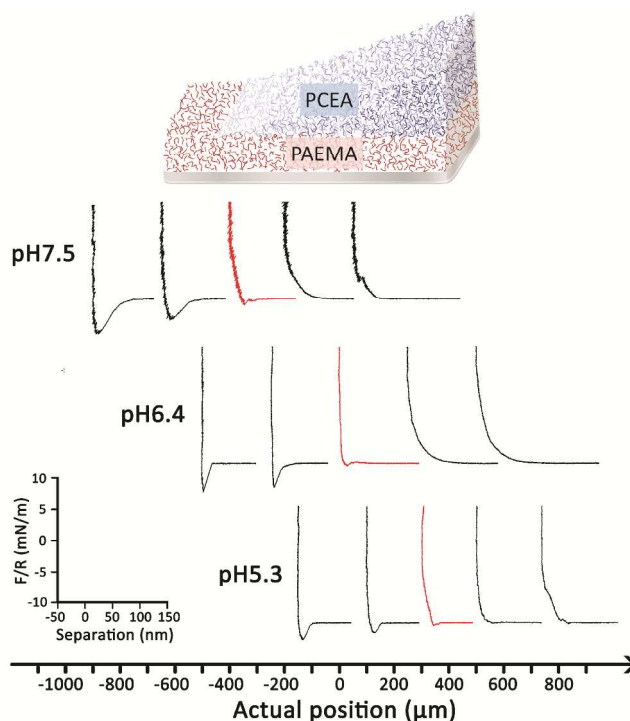 PCEA
PAEMA
pH7.5
pH6.4
pH5.3
F/R (mN/m)
10
5
0
-5
-10
-50 0 50 100 150
Separation (nm)
-1000 -800 -600 -400 -200 0 200 400 600 800
Actual position (μm)